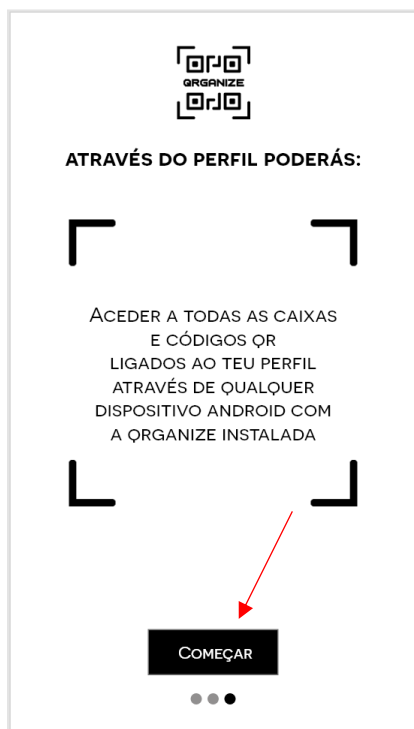 QRGANIZE
ATRAVÉS DO PERFIL PODERÁS:
ACEDER A TODAS AS CAIXAS
E CÓDIGOS QR
LIGADOS AO TEU PERFIL
ATRAVÉS DE QUALQUER
DISPOSITIVO ANDROID COM
A QRGANIZE INSTALADA
COMEÇAR